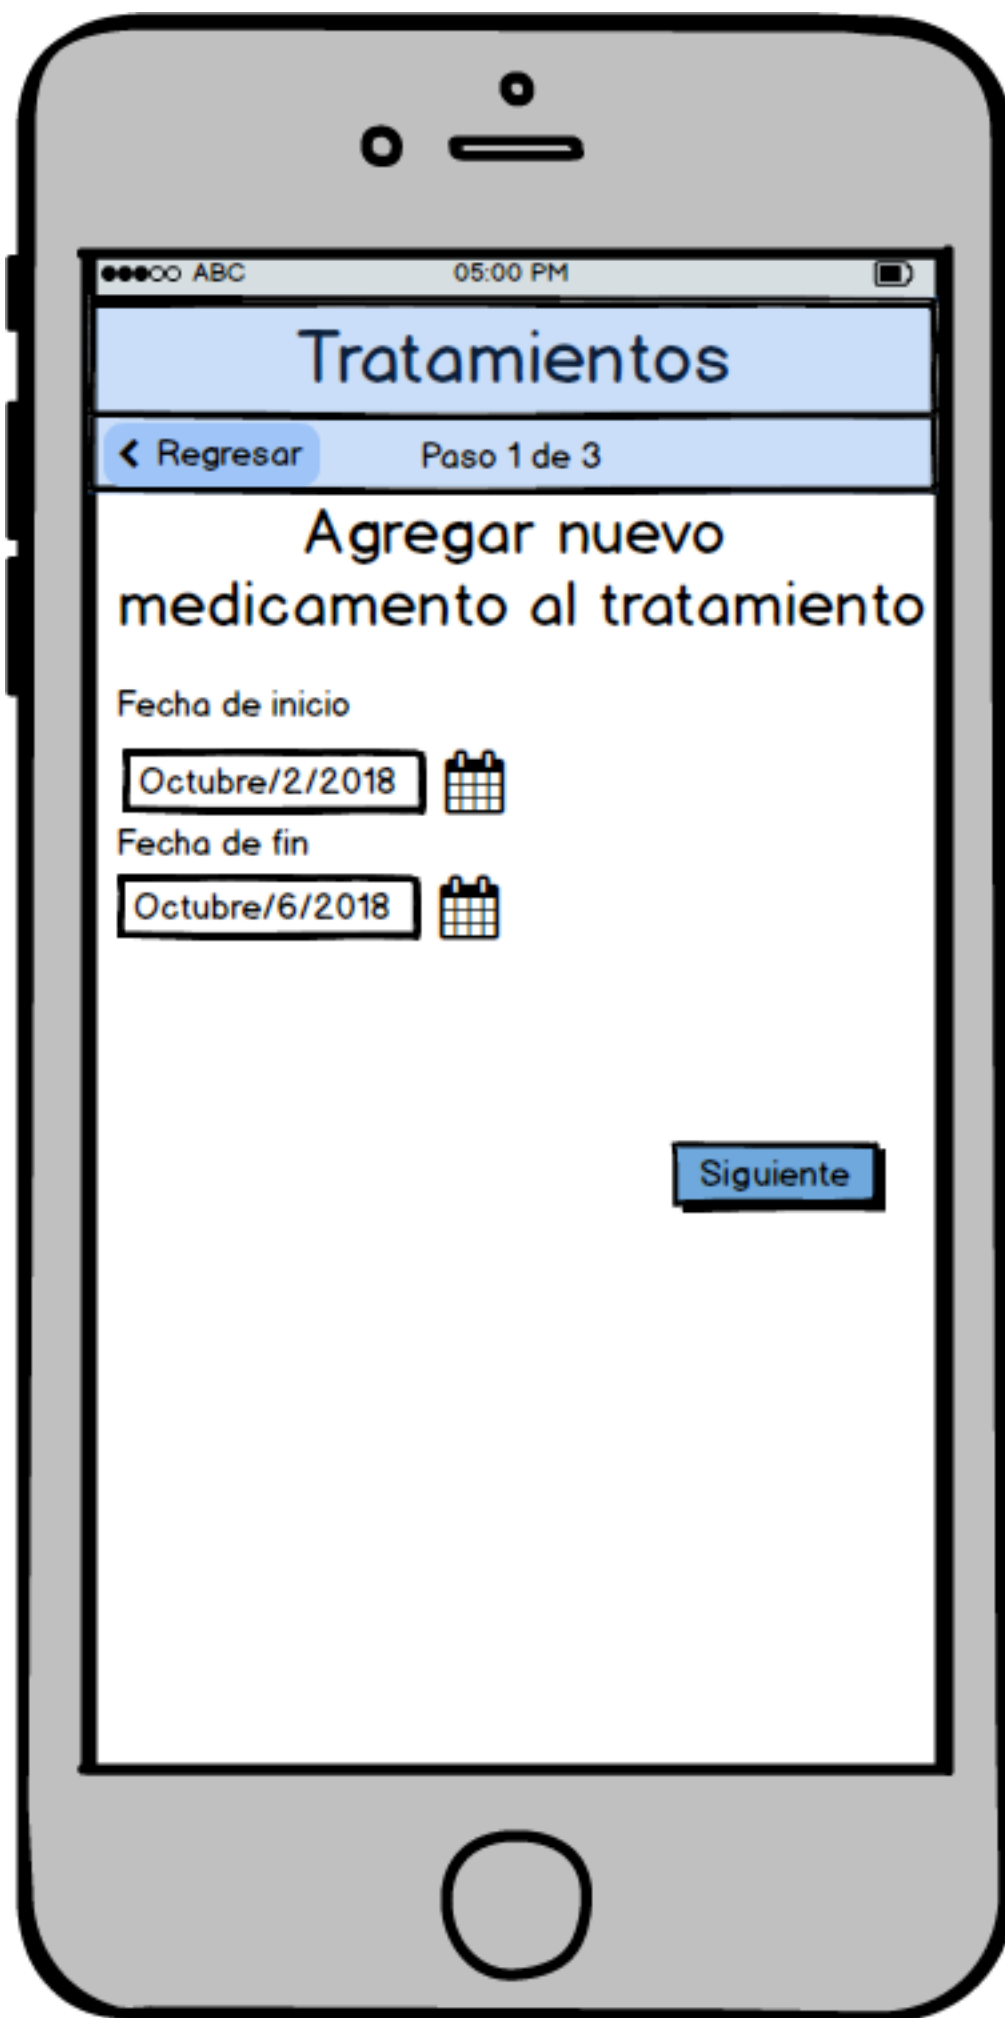 ABC 05:00 PM
Tratamientos
Regresar Paso 1 de 3
Agregar nuevo
medicamento al tratamiento
Fecha de inicio
Octubre/2/2018
Fecha de fin
Octubre/6/2018
Siguiente